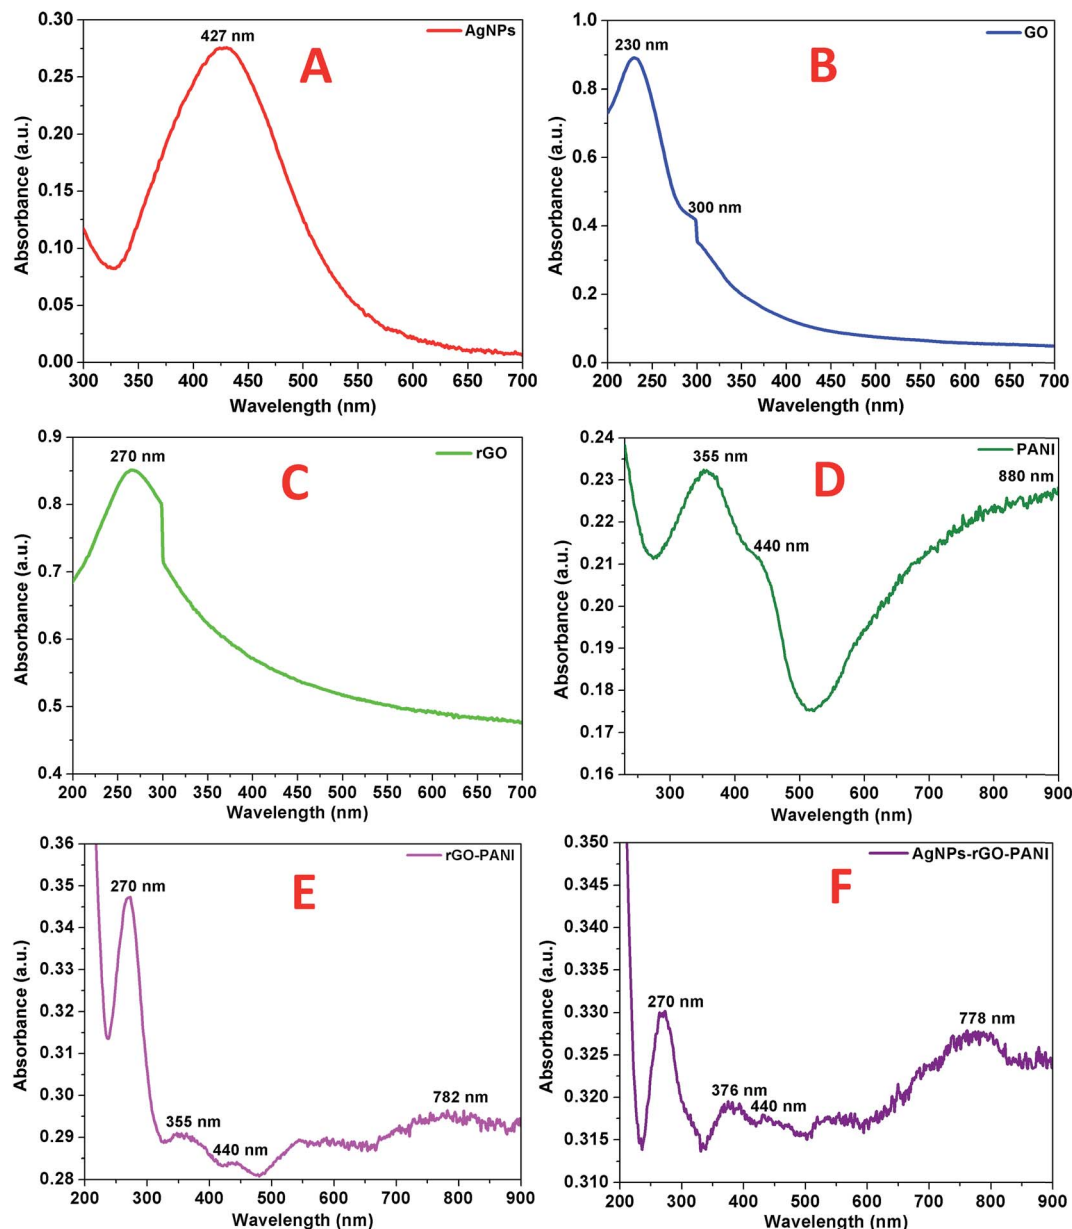 0.30
0.25
0.20
0.15
0.10
0.05
0.00
300 350 400 450 500 550 600 650 700
Wavelength (nm)
Absorbance (a.u.)
427 nm
A
AgNPs
1.0
0.8
0.6
0.4
0.2
0.0
200 250 300 350 400 450 500 550 600 650 700
Wavelength (nm)
Absorbance (a.u.)
230 nm
300 nm
B
GO
0.9
0.8
0.7
0.6
0.5
0.4
200 250 300 350 400 450 500 550 600 650 700
Wavelength (nm)
Absorbance (a.u.)
270 nm
C
rGO
0.24
0.23
0.22
0.21
0.20
0.19
0.18
0.17
0.16
300 400 500 600 700 800 900
Wavelength (nm)
Absorbance (a.u.)
355 nm
440 nm
880 nm
D
PANI
0.36
0.35
0.34
0.33
0.32
0.31
0.30
0.29
0.28
200 300 400 500 600 700 800 900
Wavelength (nm)
Absorbance (a.u.)
270 nm
355 nm
440 nm
782 nm
E
rGO-PANI
0.350
0.345
0.340
0.335
0.330
0.325
0.320
0.315
0.310
200 300 400 500 600 700 800 900
Wavelength (nm)
Absorbance (a.u.)
270 nm
376 nm
440 nm
778 nm
F
AgNPs-rGO-PANI